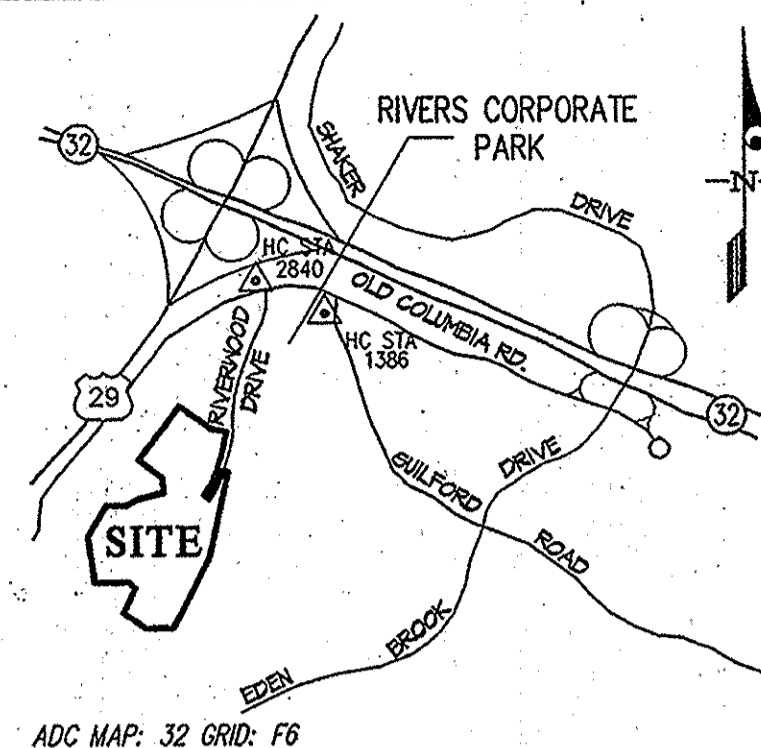 RIVERS CORPORATE
PARK
32
SHAKER
DRIVE
-N-
HC STA
2840
OLD COLUMBIA RD.
HC STA
1386
RIVERWOOD
DRIVE
29
32
SITE
GUILFORD
DRIVE
ROAD
BROOK
EDEN
ADC MAP: 32 GRID: F6